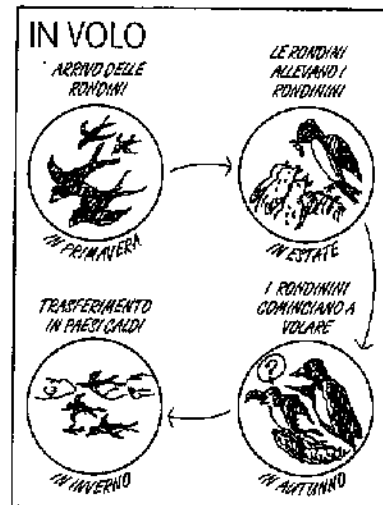 IN VOLO
ARRIVO DELLE
RONDINI
IN PRIMAVERA
LE RONDINI
ALLEVANO I
RONDININI
IN ESTATE
I RONDININI
COMINCIANO A
VOLARE
?
IN AUTUNNO
TRASFERIMENTO
IN PAESI CALDI
IN INVERNO